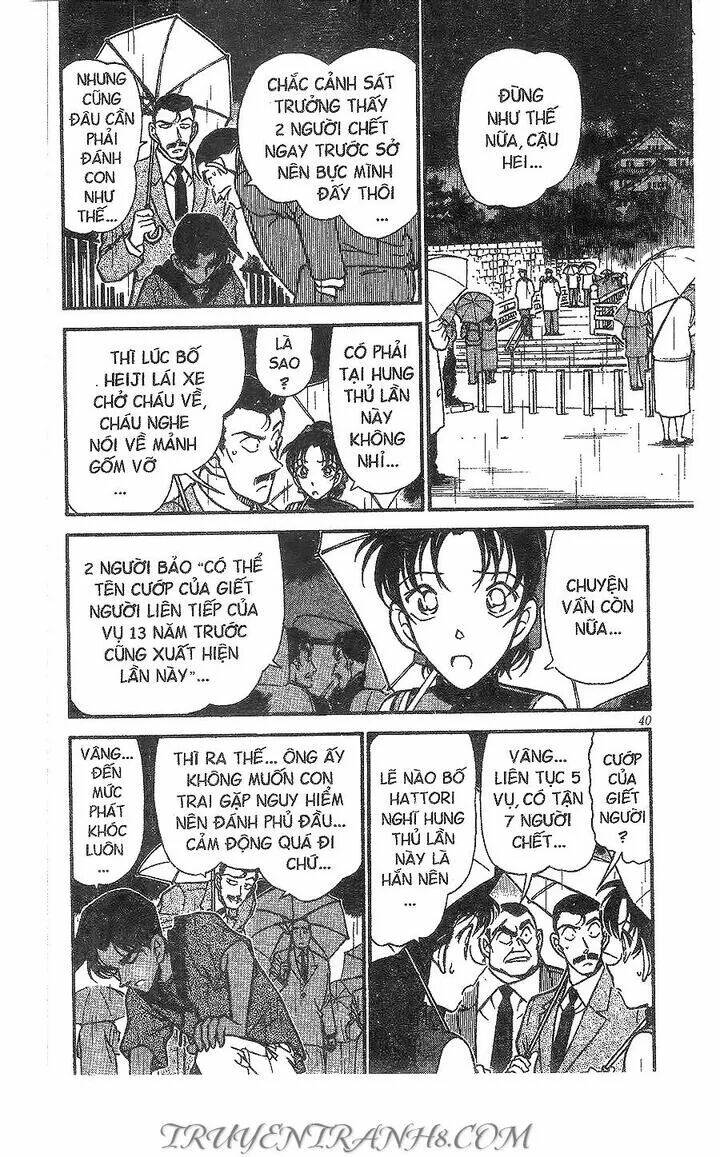 ĐỪNG
NHƯ THẾ
NỮA, CẬU
HEI...
CHẮC CẢNH SÁT
TRƯỞNG THẤY
2 NGƯỜI CHẾT
NGAY TRƯỚC SỞ
NÊN BỰC MÌNH
ĐẤY THÔI
...
NHƯNG
CŨNG
ĐÂU CẦN
PHẢI
ĐÁNH
CON
NHƯ
THẾ...
CÓ PHẢI
TẠI HUNG
THỦ LẦN
NÀY
KHÔNG
NHỈ...
LÀ
SAO
?
THÌ LÚC BỐ
HEIJI LÁI XE
CHỞ CHÁU VỀ,
CHÁU NGHE
NÓI VỀ MẢNH
GỐM VỠ
...
CHUYỆN
VẪN CÒN
NỮA...
2 NGƯỜI BẢO "CÓ THỂ
TÊN CƯỚP CỦA GIẾT
NGƯỜI LIÊN TIẾP CỦA
VỤ 13 NĂM TRƯỚC
CŨNG XUẤT HIỆN
LẦN NÀY"...
40
CƯỚP
CỦA
GIẾT
NGƯỜI
?
VÂNG...
LIÊN TỤC 5
VỤ, CÓ TẬN
7 NGƯỜI
CHẾT...
LẼ NÀO BỐ
HATTORI
NGHĨ HUNG
THỦ LẦN
NÀY LÀ
HẮN NÊN
...
THÌ RA THẾ... ÔNG ẤY
KHÔNG MUỐN CON
TRAI GẶP NGUY HIỂM
NÊN ĐÁNH PHỦ ĐẦU...
CẢM ĐỘNG QUÁ ĐI
CHỨ...
VÂNG...
ĐẾN
MỨC
PHÁT
KHÓC
LUÔN
...
TRUYENTRANH8.COM